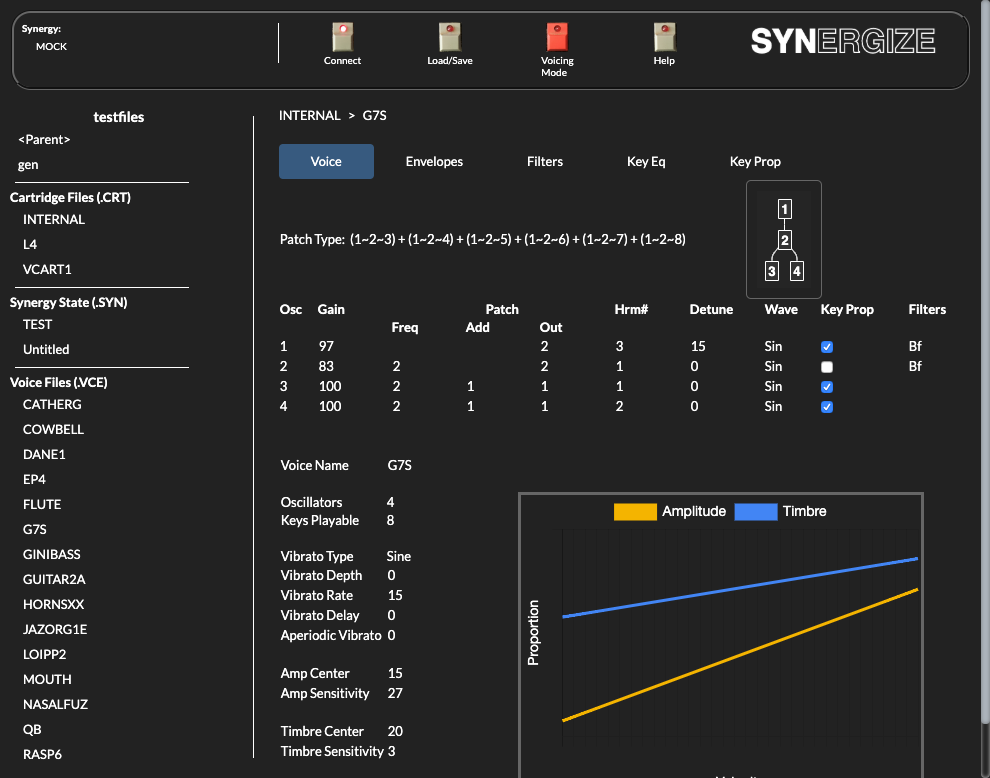 Synergy:
MOCK
Connect
Load/Save
Voicing
Mode
Help
SYNERGIZE
testfiles
<Parent>
gen
Cartridge Files (.CRT)
INTERNAL
L4
VCART1
Synergy State (.SYN)
TEST
Untitled
Voice Files (.VCE)
CATHERG
COWBELL
DANE1
EP4
FLUTE
G7S
GINIBASS
GUITAR2A
HORNSXX
JAZORG1E
LOIPP2
MOUTH
NASALFUZ
QB
RASP6
INTERNAL > G7S
Voice Envelopes Filters Key Eq Key Prop
Patch Type: (1~2~3) + (1~2~4) + (1~2~5) + (1~2~6) + (1~2~7) + (1~2~8)
1
2
3 4
Osc Gain Patch Hrm# Detune Wave Key Prop Filters
Freq Add Out
1 97 2 3 15 Sin Bf
2 83 2 2 1 0 Sin Bf
3 100 2 1 1 1 0 Sin
4 100 2 1 1 2 0 Sin
Voice Name G7S
Oscillators 4
Keys Playable 8
Vibrato Type Sine
Vibrato Depth 0
Vibrato Rate 15
Vibrato Delay 0
Aperiodic Vibrato 0
Amp Center 15
Amp Sensitivity 27
Timbre Center 20
Timbre Sensitivity 3
Amplitude Timbre
Proportion